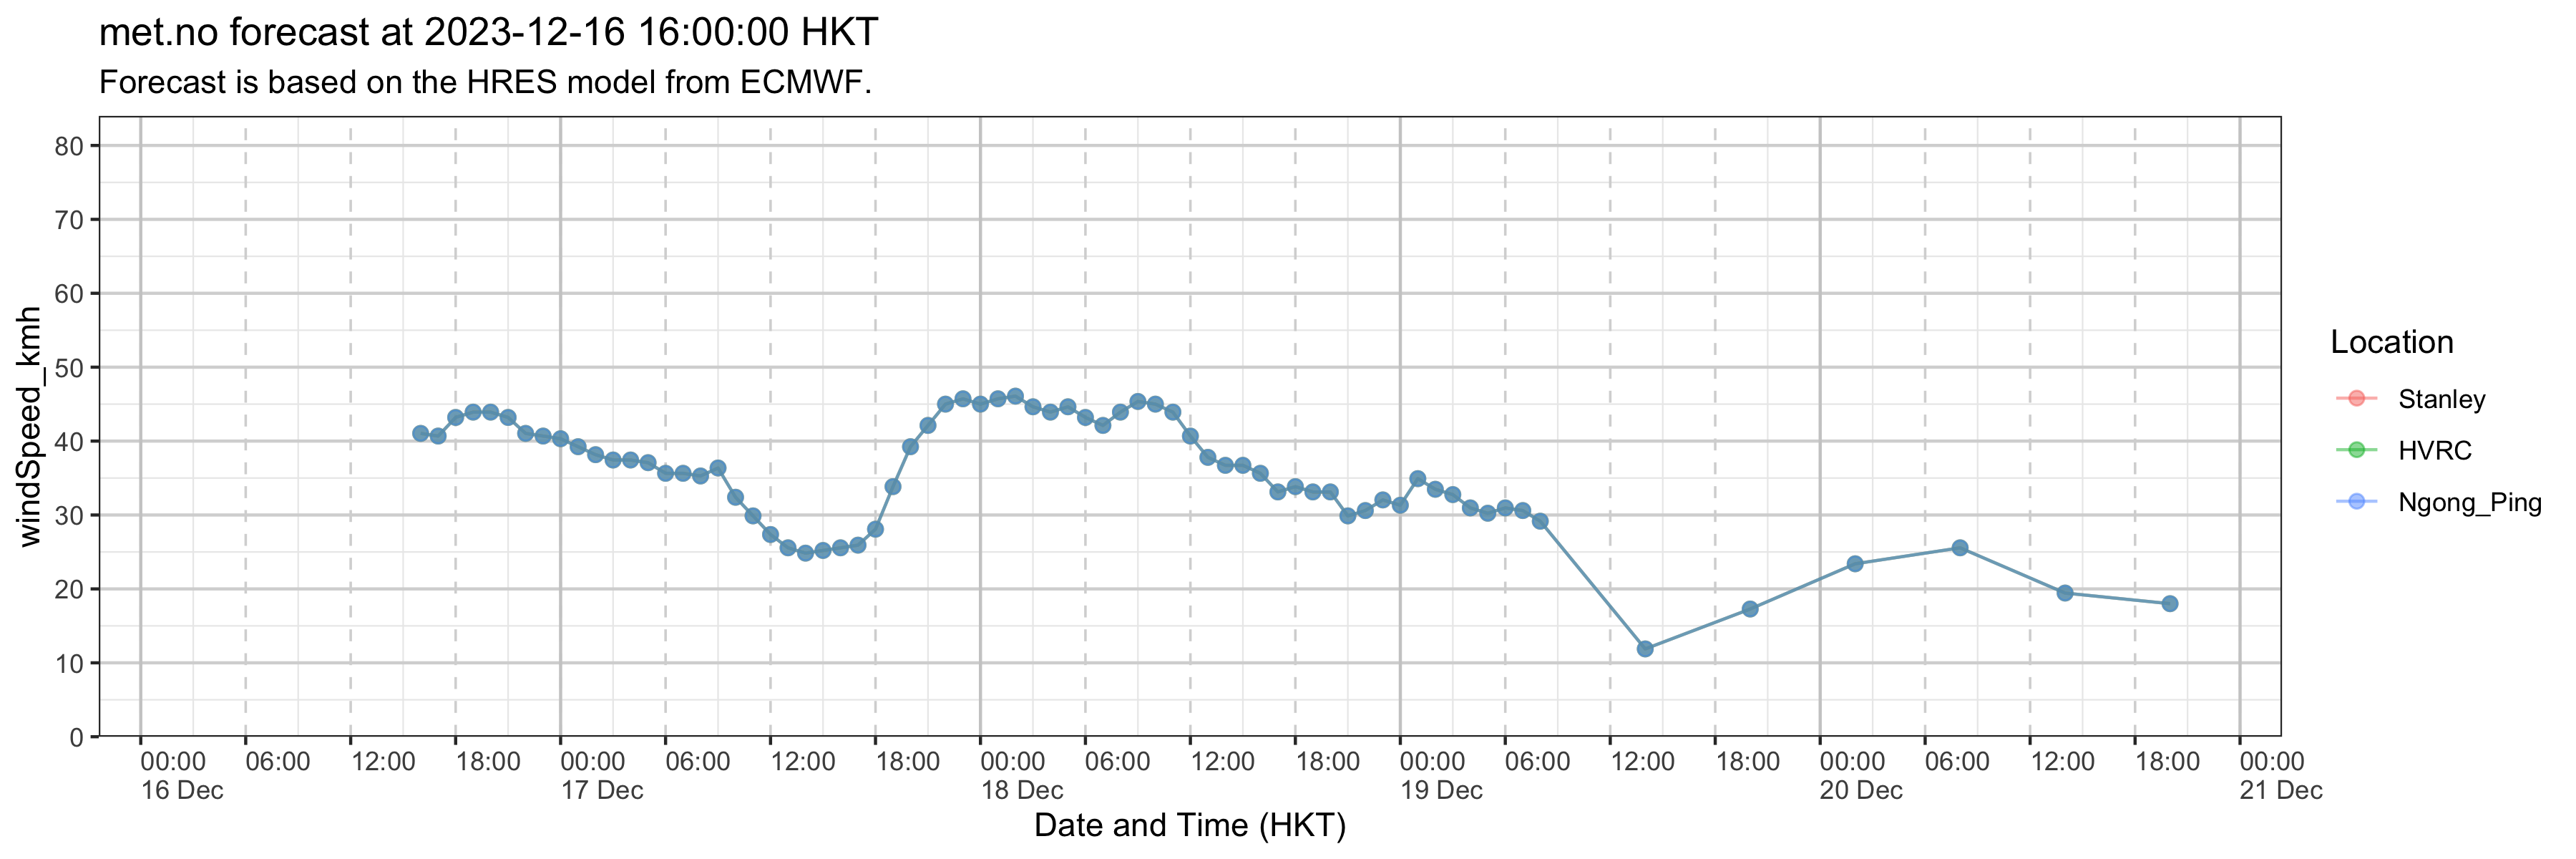 met.no forecast at 2023-12-16 16:00:00 HKT
Forecast is based on the HRES model from ECMWF.
windSpeed_kmh
80
70
60
50
40
30
20
10
0
00:00 06:00 12:00 18:00 00:00 06:00 12:00 18:00 00:00 06:00 12:00 18:00 00:00 06:00 12:00 18:00 00:00 06:00 12:00 18:00 00:00
16 Dec 17 Dec 18 Dec 19 Dec 20 Dec 21 Dec
Date and Time (HKT)
Location
Stanley
HVRC
Ngong_Ping